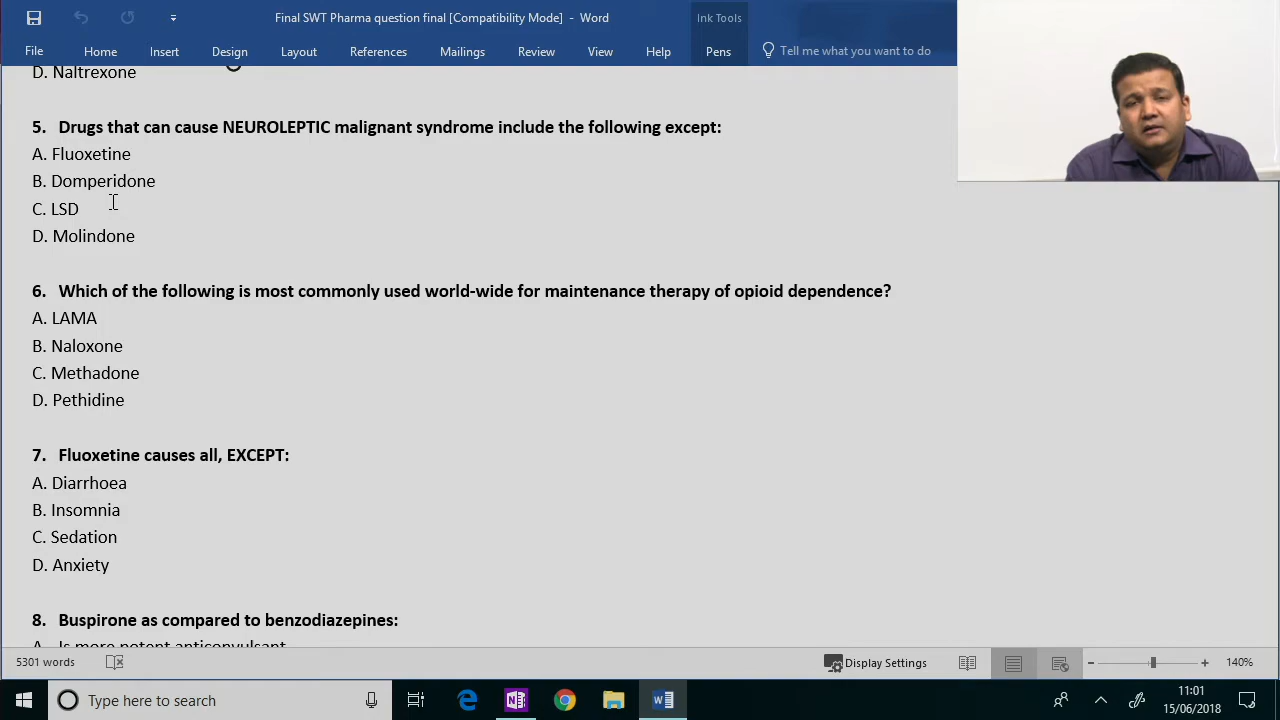 Final SWT Pharma question final [Compatibility Mode] - Word
Ink Tools
File Home Insert Design Layout References Mailings Review View Help Pens Tell me what you want to do
D. Naltrexone
5. Drugs that can cause NEUROLEPTIC malignant syndrome include the following except:
A. Fluoxetine
B. Domperidone
C. LSD
D. Molindone
6. Which of the following is most commonly used world-wide for maintenance therapy of opioid dependence?
A. LAMA
B. Naloxone
C. Methadone
D. Pethidine
7. Fluoxetine causes all, EXCEPT:
A. Diarrhoea
B. Insomnia
C. Sedation
D. Anxiety
8. Buspirone as compared to benzodiazepines:
A. Is more potent anticonvulsant
5301 words
Display Settings
140%
Type here to search
11:01
15/06/2018